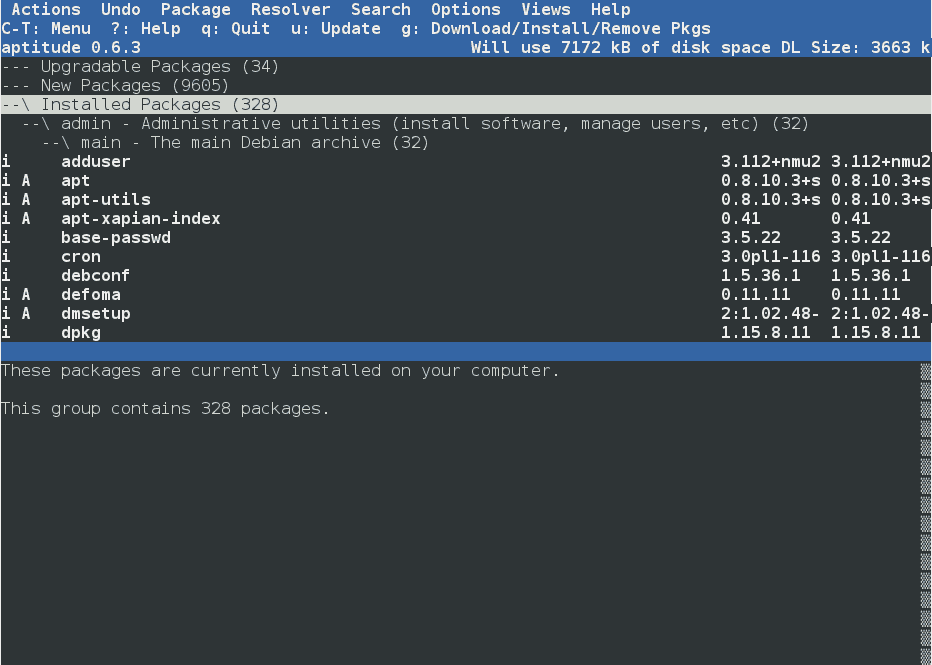 Actions  Undo  Package  Resolver  Search  Options  Views  Help
C-T: Menu  ?: Help  q: Quit  u: Update  g: Download/Install/Remove Pkgs
aptitude 0.6.3                                 Will use 7172 kB of disk space DL Size: 3663 k
--- Upgradable Packages (34)
--- New Packages (9605)
--\ Installed Packages (328)
  --\ admin - Administrative utilities (install software, manage users, etc) (32)
    --\ main - The main Debian archive (32)
i     adduser                                                           3.112+nmu2 3.112+nmu2
i A   apt                                                               0.8.10.3+s 0.8.10.3+s
i A   apt-utils                                                         0.8.10.3+s 0.8.10.3+s
i A   apt-xapian-index                                                  0.41       0.41
i     base-passwd                                                       3.5.22     3.5.22
i     cron                                                              3.0pl1-116 3.0pl1-116
i     debconf                                                           1.5.36.1   1.5.36.1
i A   defoma                                                            0.11.11    0.11.11
i A   dmsetup                                                           2:1.02.48- 2:1.02.48-
i     dpkg                                                              1.15.8.11  1.15.8.11
These packages are currently installed on your computer.
This group contains 328 packages.